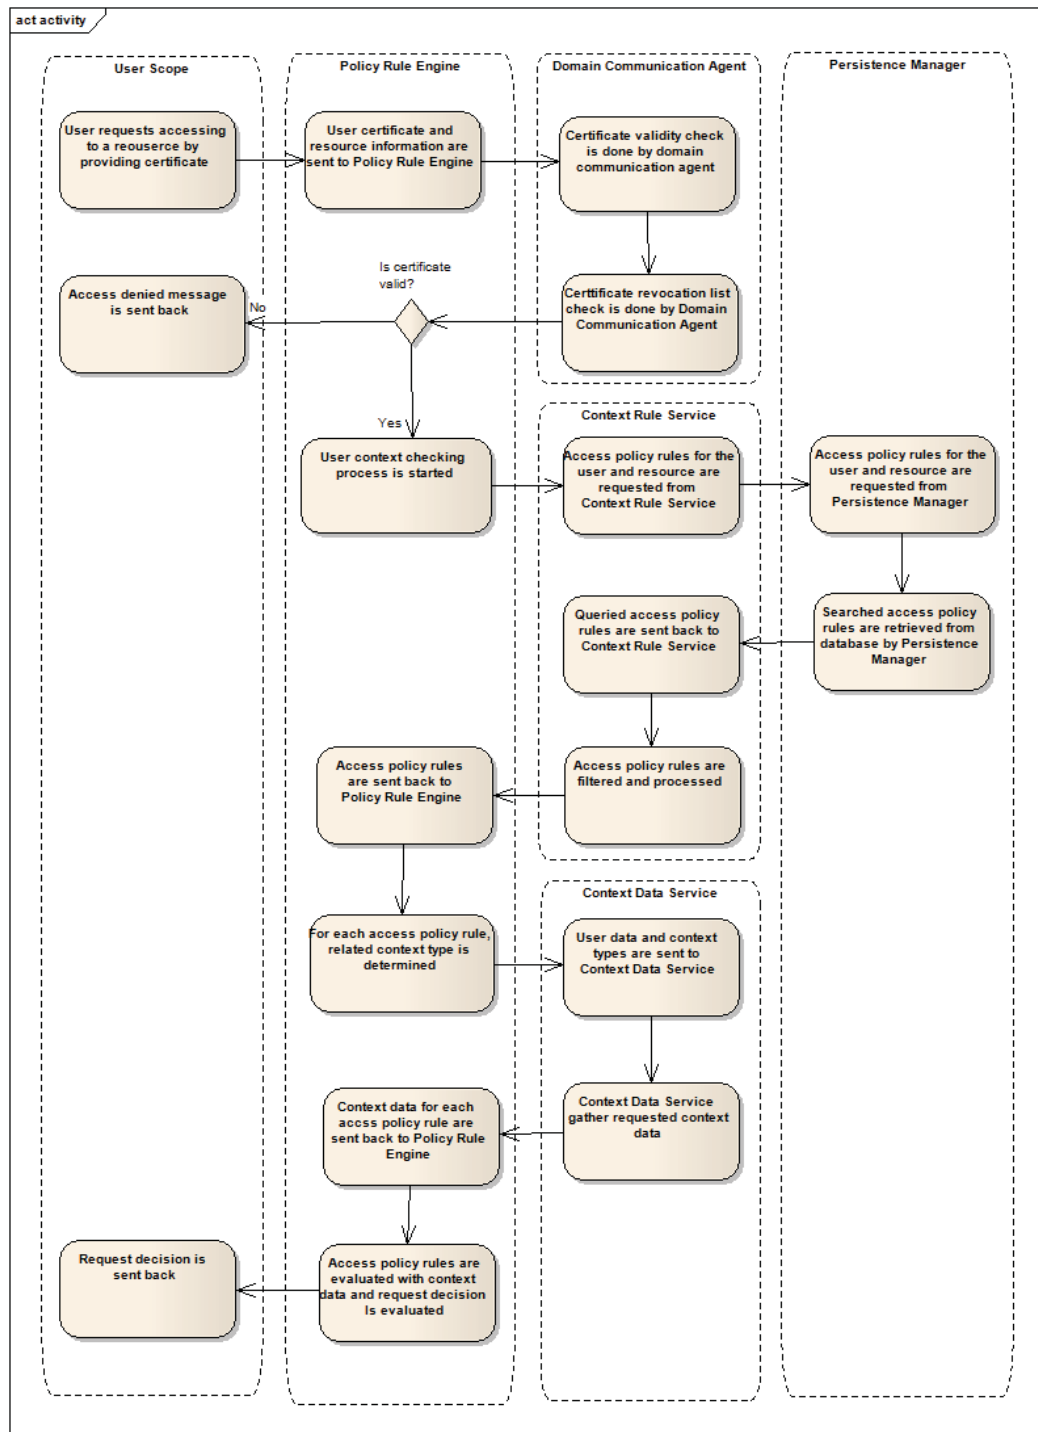 act activity
User Scope
Policy Rule Engine
Domain Communication Agent
Persistence Manager
User requests accessing
to a reouserce by
providing certificate
User certificate and
resource information are
sent to Policy Rule Engine
Certificate validity check
is done by domain
communication agent
Is certificate
valid?
Access denied message
is sent back
No
Certtificate revocation list
check is done by Domain
Communication Agent
Yes
Context Rule Service
User context checking
process is started
Access policy rules for the
user and resource are
requested from
Context Rule Service
Access policy rules for the
user and resource are
requested from
Persistence Manager
Queried access policy
rules are sent back to
Context Rule Service
Searched access policy
rules are retrieved from
database by Persistence
Manager
Access policy rules
are sent back to
Policy Rule Engine
Access policy rules are
filtered and processed
Context Data Service
For each access policy rule,
related context type is
determined
User data and context
types are sent to
Context Data Service
Context data for each
accss policy rule are
sent back to Policy Rule
Engine
Context Data Service
gather requested context
data
Request decision is
sent back
Access policy rules are
evaluated with context
data and request decision
Is evaluated